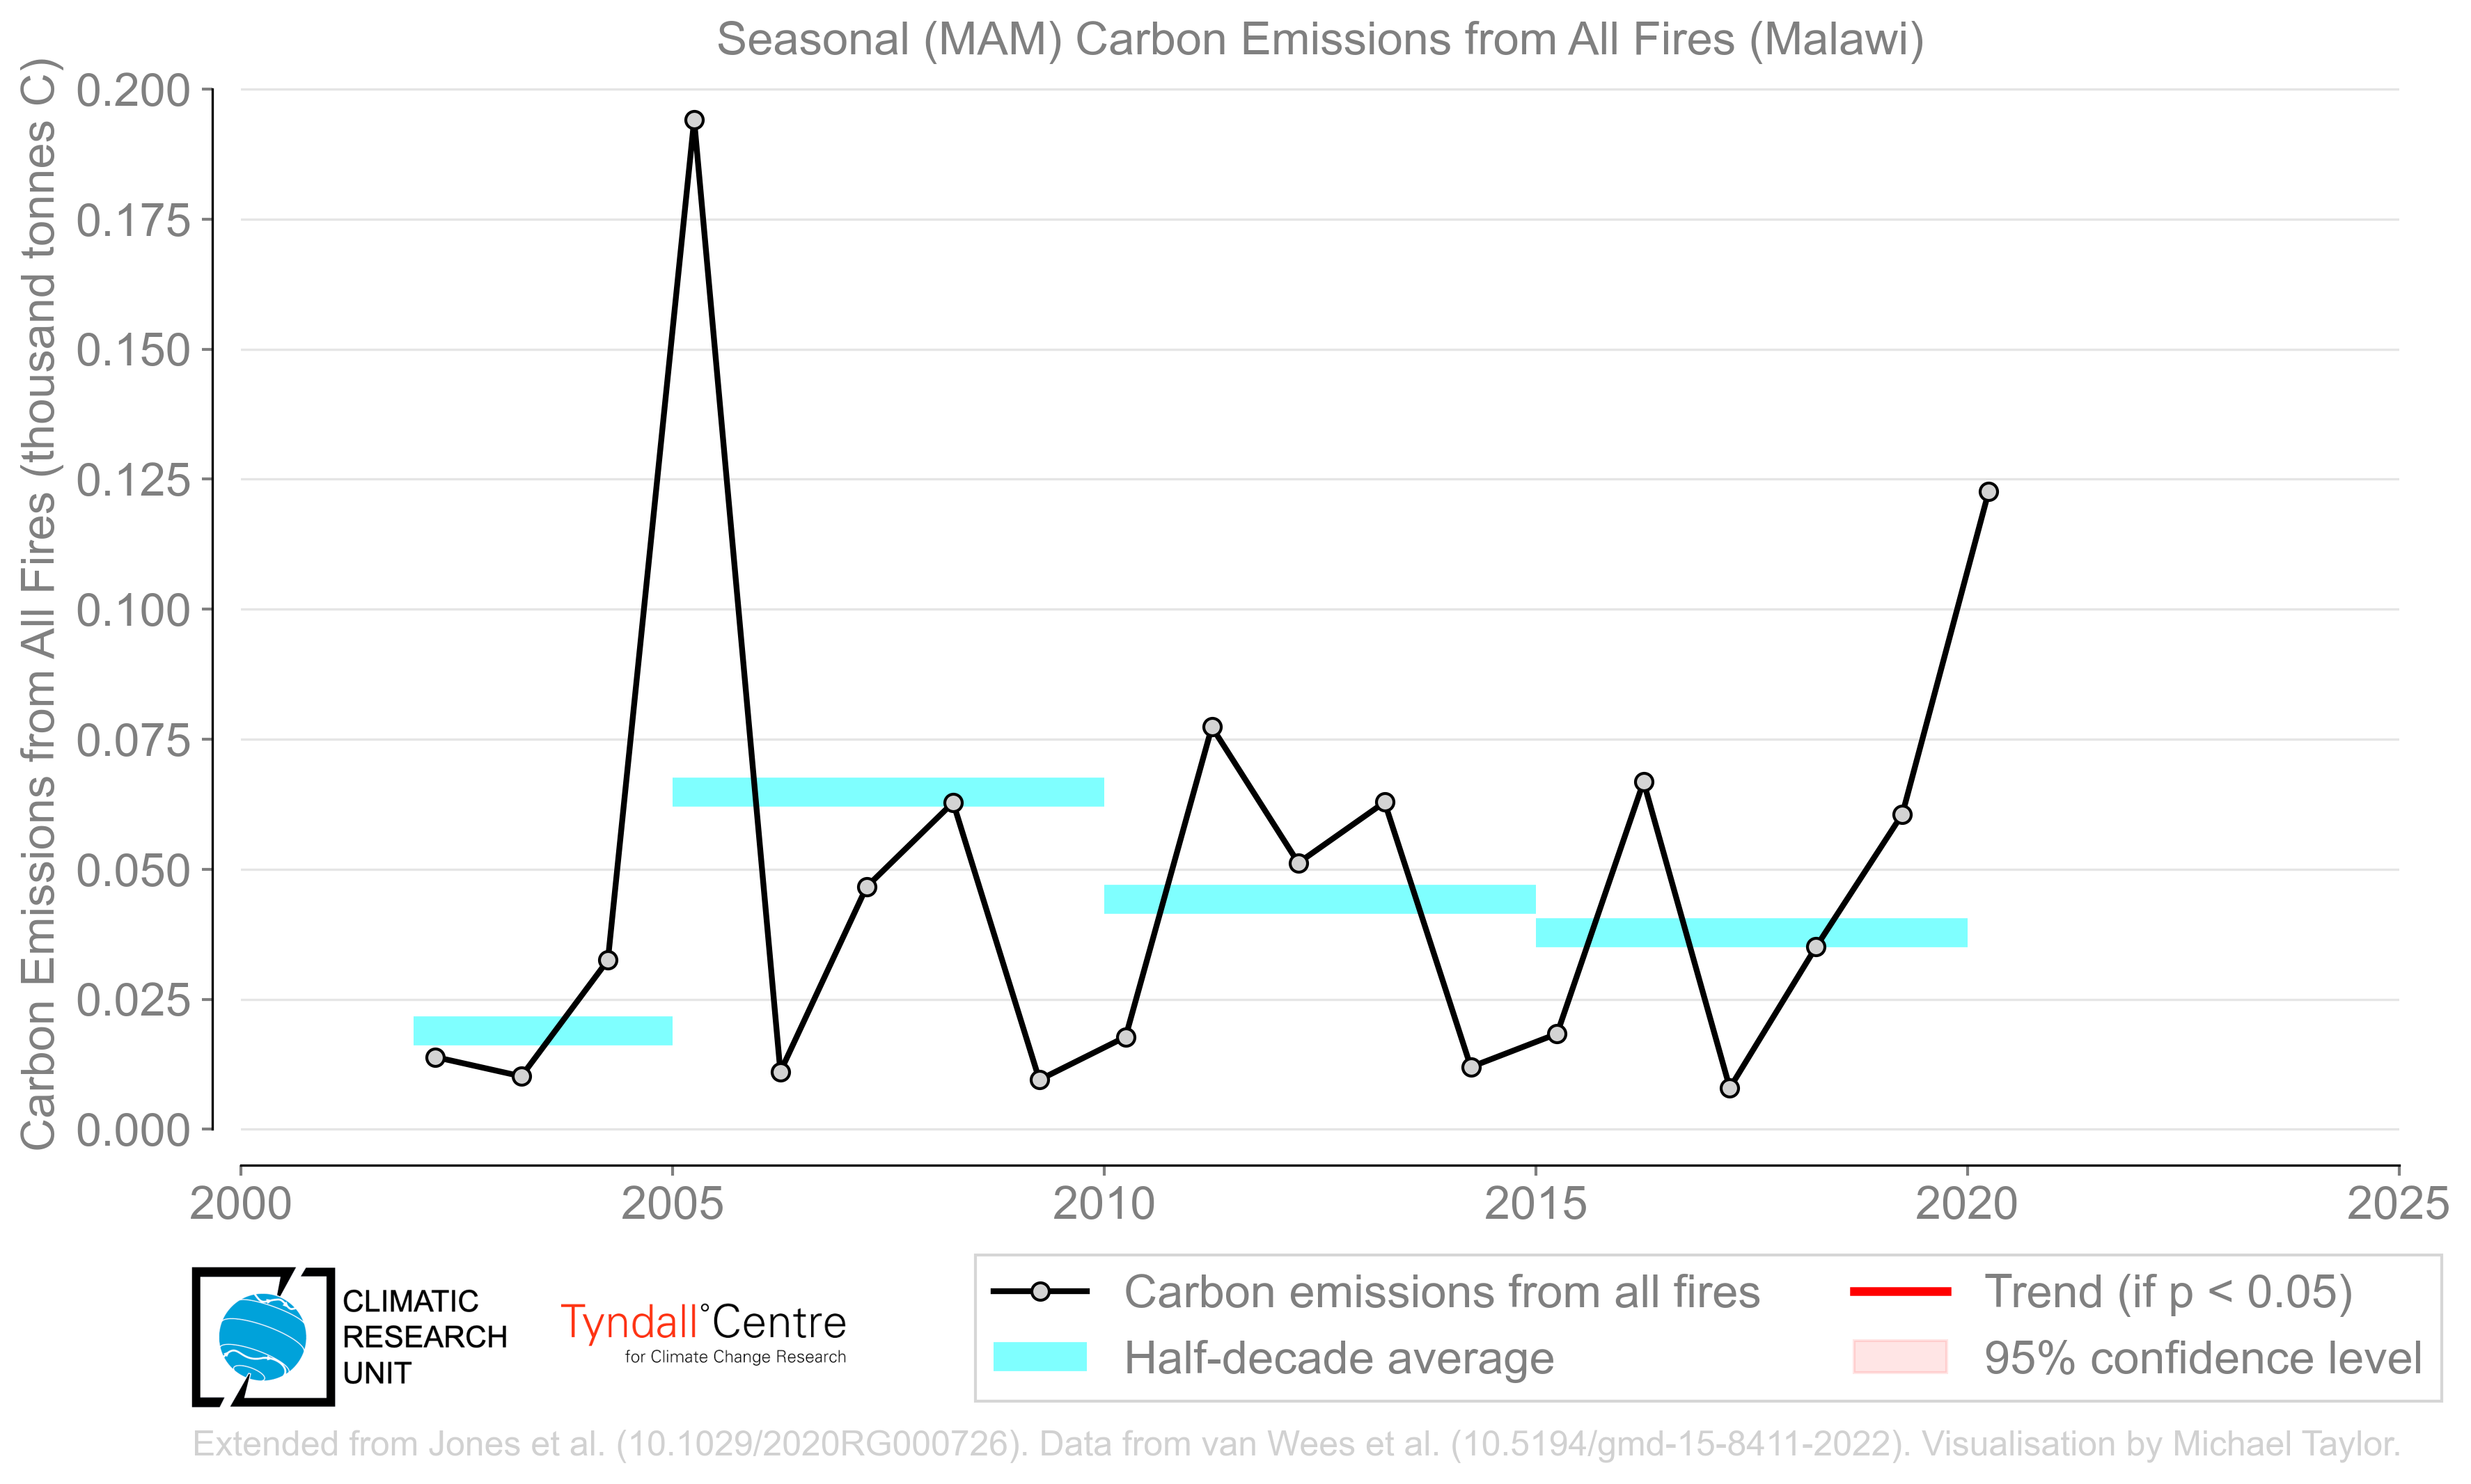 Seasonal (MAM) Carbon Emissions from All Fires (Malawi)
Carbon Emissions from All Fires (thousand tonnes C)
0.200
0.175
0.150
0.125
0.100
0.075
0.050
0.025
0.000
2000 2005 2010 2015 2020 2025
CLIMATIC
RESEARCH
UNIT
Tyndall°Centre
for Climate Change Research
Carbon emissions from all fires
Half-decade average
Trend (if p < 0.05)
95% confidence level
Extended from Jones et al. (10.1029/2020RG000726). Data from van Wees et al. (10.5194/gmd-15-8411-2022). Visualisation by Michael Taylor.